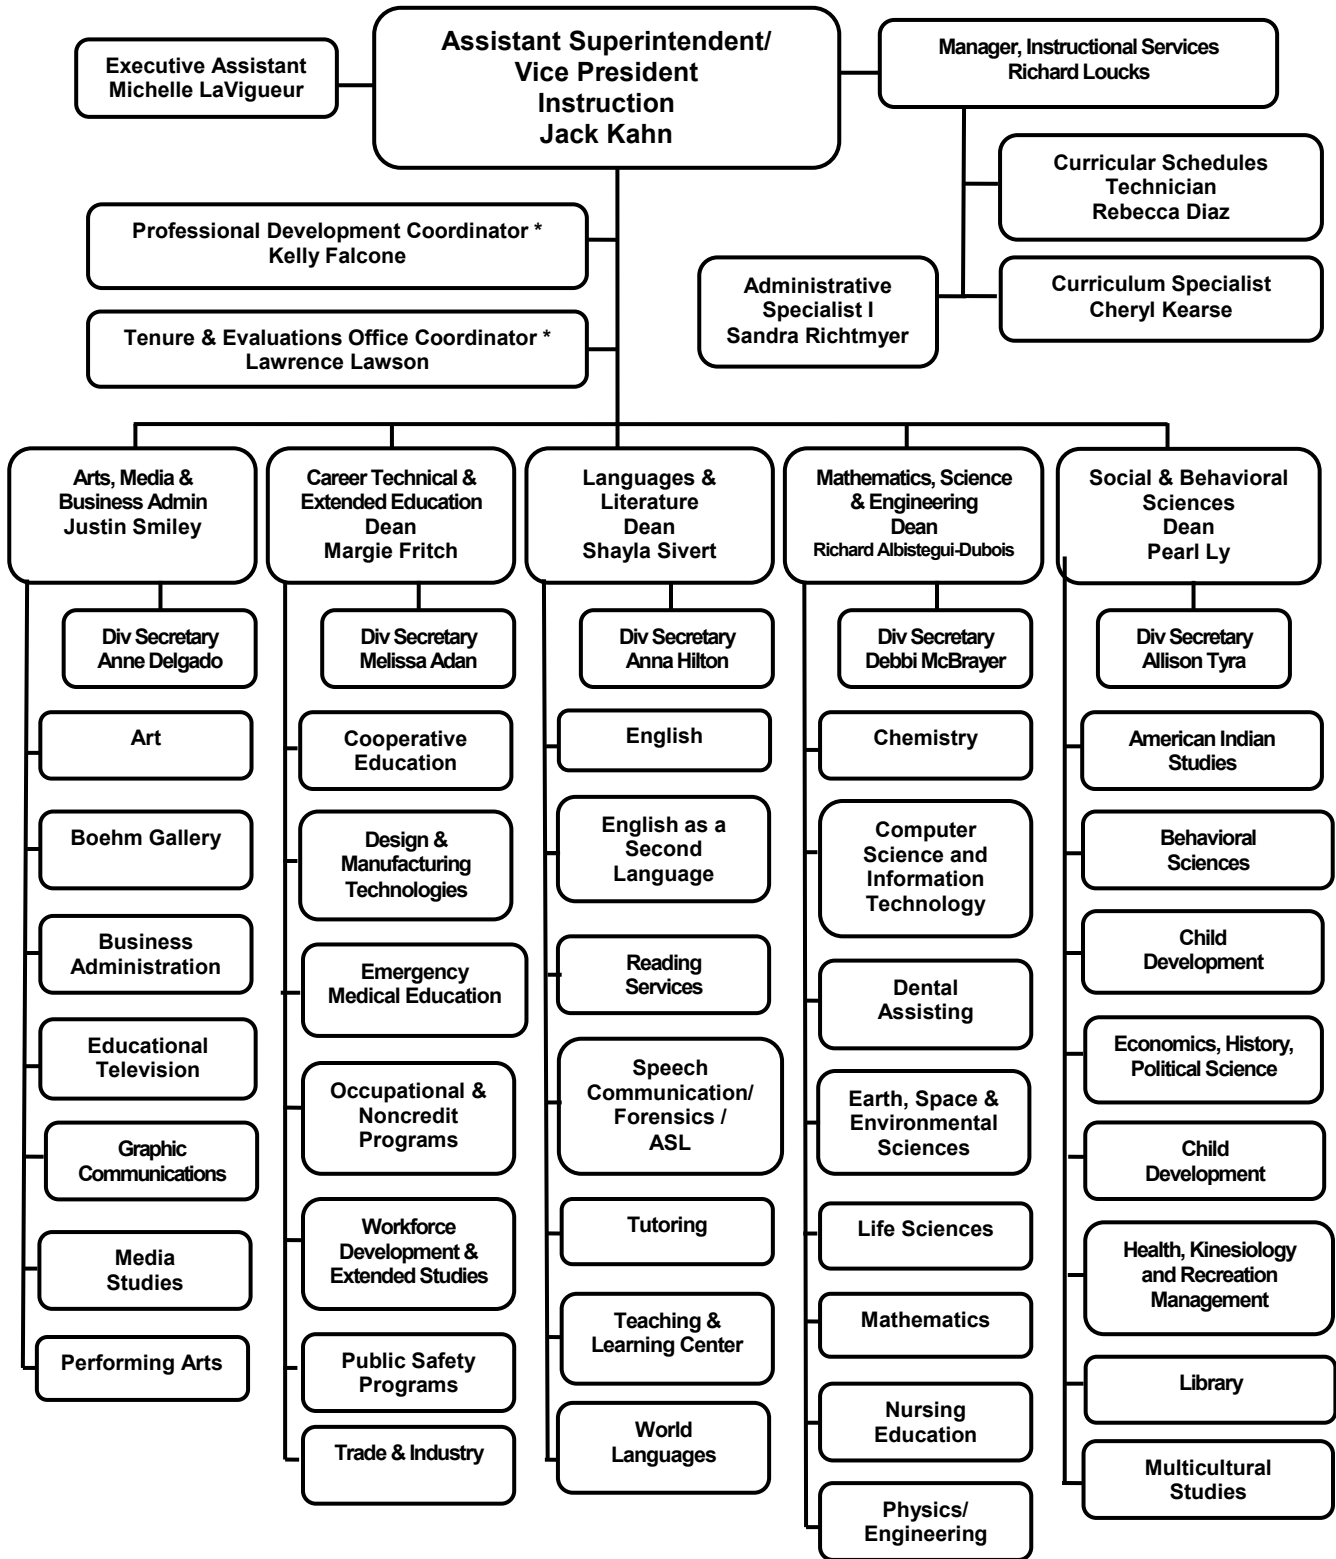 Assistant Superintendent/
Vice President
Instruction
Jack Kahn
Executive Assistant
Michelle LaVigueur
Manager, Instructional Services
Richard Loucks
Curricular Schedules
Technician
Rebecca Diaz
Professional Development Coordinator *
Kelly Falcone
Administrative
Specialist I
Sandra Richtmyer
Curriculum Specialist
Cheryl Kearse
Tenure & Evaluations Office Coordinator *
Lawrence Lawson
Arts, Media &
Business Admin
Justin Smiley
Div Secretary
Anne Delgado
Art
Boehm Gallery
Business
Administration
Educational
Television
Graphic
Communications
Media
Studies
Performing Arts
Career Technical &
Extended Education
Dean
Margie Fritch
Div Secretary
Melissa Adan
Cooperative
Education
Design &
Manufacturing
Technologies
Emergency
Medical Education
Occupational &
Noncredit
Programs
Workforce
Development &
Extended Studies
Public Safety
Programs
Trade & Industry
Languages &
Literature
Dean
Shayla Sivert
Div Secretary
Anna Hilton
English
English as a
Second
Language
Reading
Services
Speech
Communication/
Forensics /
ASL
Tutoring
Teaching &
Learning Center
World
Languages
Mathematics, Science
& Engineering
Dean
Richard Albistegui-Dubois
Div Secretary
Debbi McBrayer
Chemistry
Computer
Science and
Information
Technology
Dental
Assisting
Earth, Space &
Environmental
Sciences
Life Sciences
Mathematics
Nursing
Education
Physics/
Engineering
Social & Behavioral
Sciences
Dean
Pearl Ly
Div Secretary
Allison Tyra
American Indian
Studies
Behavioral
Sciences
Child
Development
Economics, History,
Political Science
Child
Development
Health, Kinesiology
and Recreation
Management
Library
Multicultural
Studies